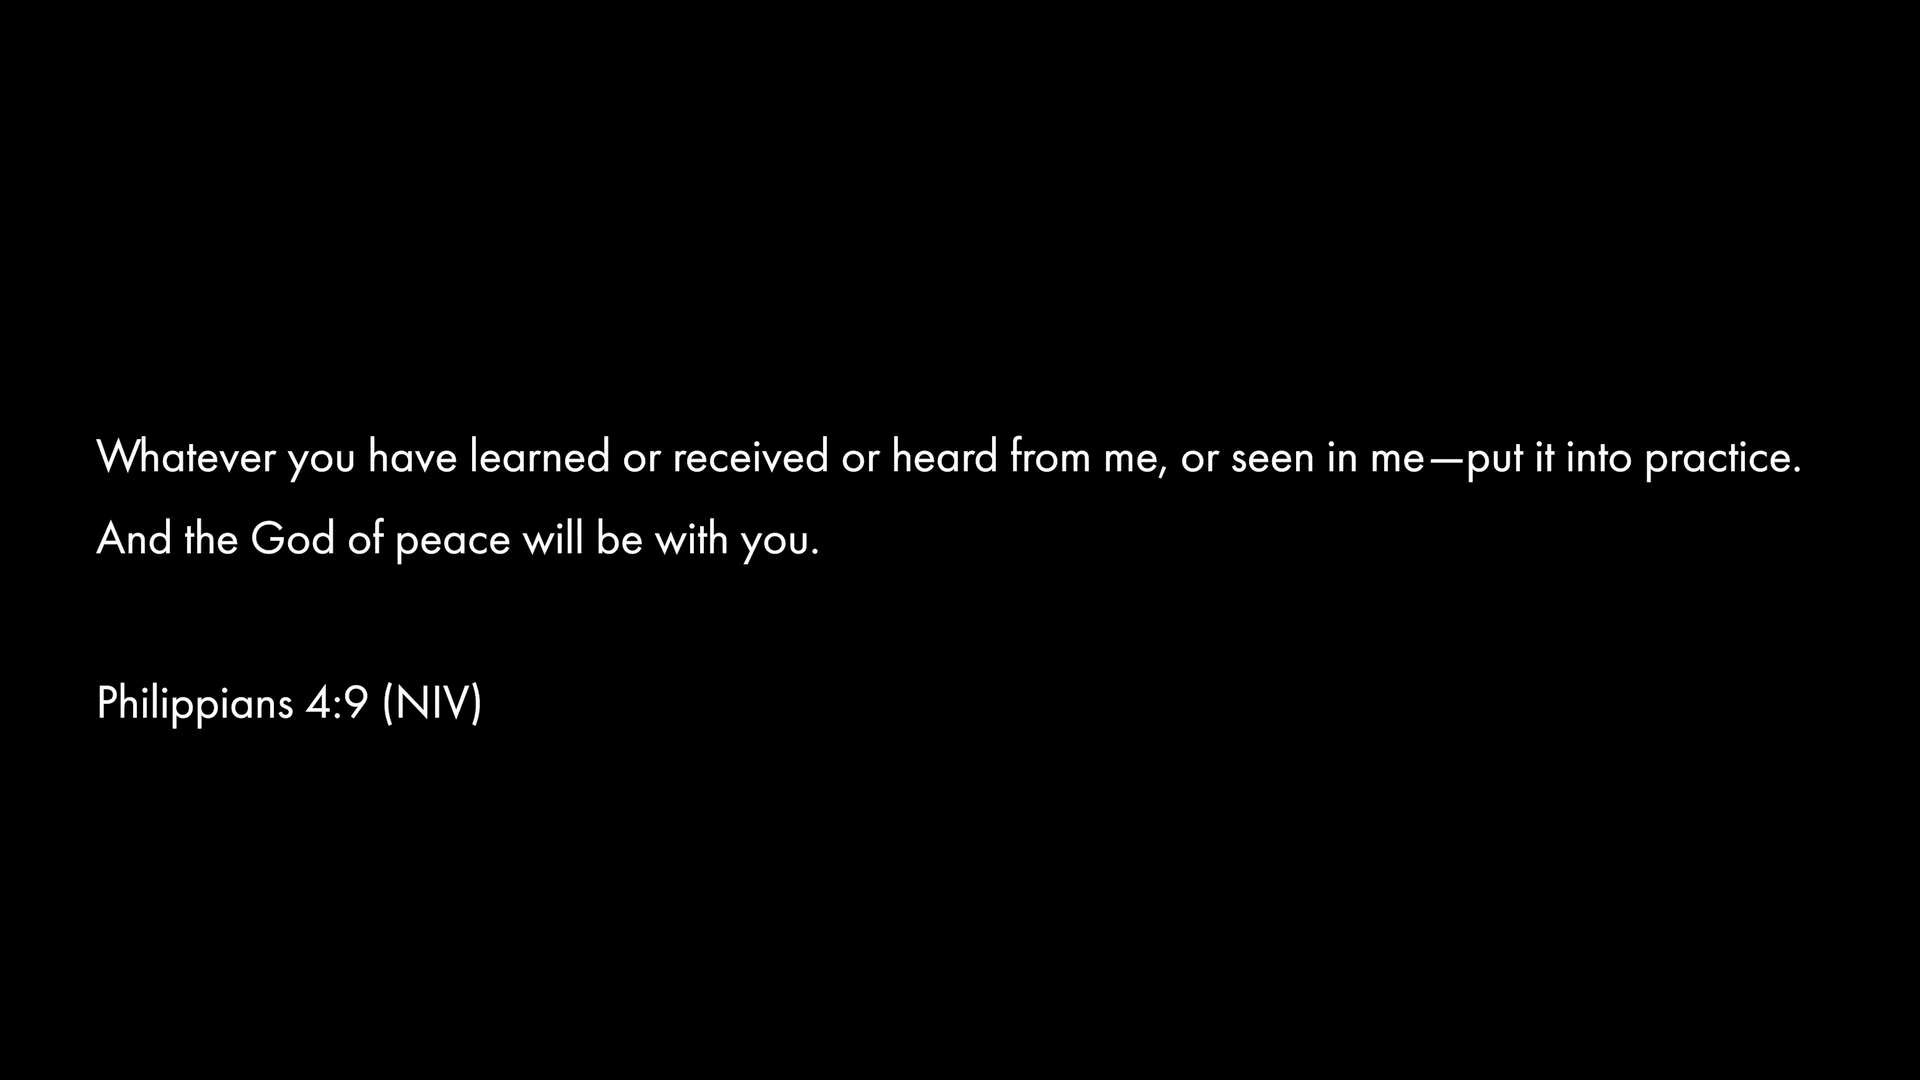 Whatever you have learned or received or heard from me, or seen in me—put it into practice.
And the God of peace will be with you.
Philippians 4:9 (NIV)